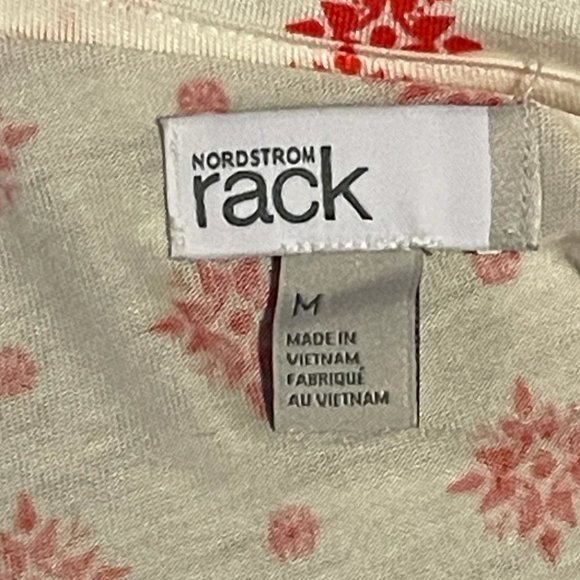 NORDSTROM
rack
M
MADE IN
VIETNAM
FABRIQUÉ
AU VIETNAM